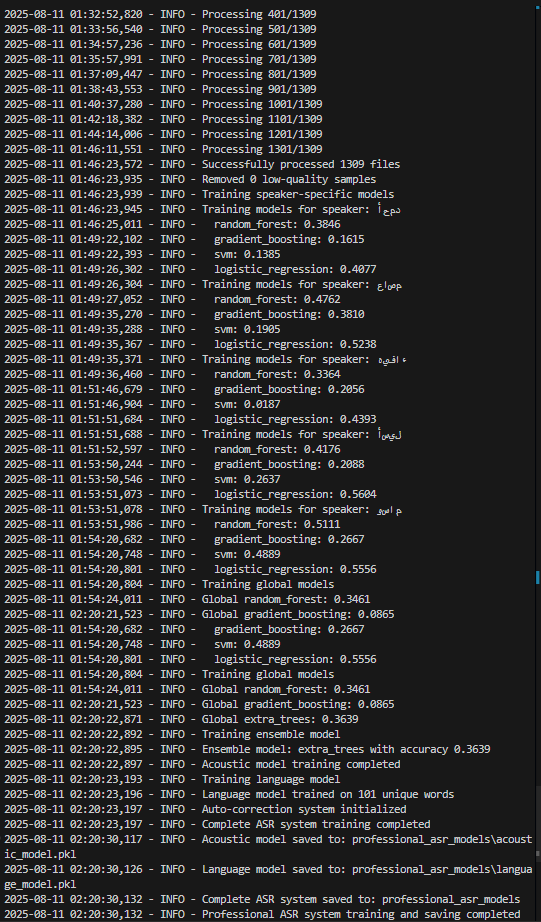 2025-08-11 01:32:52,820 - INFO - Processing 401/1309
2025-08-11 01:33:56,540 - INFO - Processing 501/1309
2025-08-11 01:34:57,236 - INFO - Processing 601/1309
2025-08-11 01:35:57,991 - INFO - Processing 701/1309
2025-08-11 01:37:09,447 - INFO - Processing 801/1309
2025-08-11 01:38:43,553 - INFO - Processing 901/1309
2025-08-11 01:40:37,280 - INFO - Processing 1001/1309
2025-08-11 01:42:18,382 - INFO - Processing 1101/1309
2025-08-11 01:44:14,006 - INFO - Processing 1201/1309
2025-08-11 01:46:11,551 - INFO - Processing 1301/1309
2025-08-11 01:46:23,572 - INFO - Successfully processed 1309 files
2025-08-11 01:46:23,935 - INFO - Removed 0 low-quality samples
2025-08-11 01:46:23,939 - INFO - Training speaker-specific models
2025-08-11 01:46:23,945 - INFO - Training models for speaker: دمحأ
2025-08-11 01:46:25,011 - INFO -   random_forest: 0.3846
2025-08-11 01:49:22,102 - INFO -   gradient_boosting: 0.1615
2025-08-11 01:49:22,393 - INFO -   svm: 0.1385
2025-08-11 01:49:26,302 - INFO -   logistic_regression: 0.4077
2025-08-11 01:49:26,304 - INFO - Training models for speaker: مصاع
2025-08-11 01:49:27,052 - INFO -   random_forest: 0.4762
2025-08-11 01:49:35,270 - INFO -   gradient_boosting: 0.3810
2025-08-11 01:49:35,288 - INFO -   svm: 0.1905
2025-08-11 01:49:35,367 - INFO -   logistic_regression: 0.5238
2025-08-11 01:49:35,371 - INFO - Training models for speaker: ءافيه
2025-08-11 01:49:36,460 - INFO -   random_forest: 0.3364
2025-08-11 01:51:46,679 - INFO -   gradient_boosting: 0.2056
2025-08-11 01:51:46,904 - INFO -   svm: 0.0187
2025-08-11 01:51:51,684 - INFO -   logistic_regression: 0.4393
2025-08-11 01:51:51,688 - INFO - Training models for speaker: ليصأ
2025-08-11 01:51:52,597 - INFO -   random_forest: 0.4176
2025-08-11 01:53:50,244 - INFO -   gradient_boosting: 0.2088
2025-08-11 01:53:50,546 - INFO -   svm: 0.2637
2025-08-11 01:53:51,073 - INFO -   logistic_regression: 0.5604
2025-08-11 01:53:51,078 - INFO - Training models for speaker: ماسو
2025-08-11 01:53:51,986 - INFO -   random_forest: 0.5111
2025-08-11 01:54:20,682 - INFO -   gradient_boosting: 0.2667
2025-08-11 01:54:20,748 - INFO -   svm: 0.4889
2025-08-11 01:54:20,801 - INFO -   logistic_regression: 0.5556
2025-08-11 01:54:20,804 - INFO - Training global models
2025-08-11 01:54:24,011 - INFO - Global random_forest: 0.3461
2025-08-11 02:20:21,523 - INFO - Global gradient_boosting: 0.0865
2025-08-11 01:54:20,682 - INFO -   gradient_boosting: 0.2667
2025-08-11 01:54:20,748 - INFO -   svm: 0.4889
2025-08-11 01:54:20,801 - INFO -   logistic_regression: 0.5556
2025-08-11 01:54:20,804 - INFO - Training global models
2025-08-11 01:54:24,011 - INFO - Global random_forest: 0.3461
2025-08-11 02:20:21,523 - INFO - Global gradient_boosting: 0.0865
2025-08-11 02:20:22,871 - INFO - Global extra_trees: 0.3639
2025-08-11 02:20:22,892 - INFO - Training ensemble model
2025-08-11 02:20:22,895 - INFO - Ensemble model: extra_trees with accuracy 0.3639
2025-08-11 02:20:22,897 - INFO - Acoustic model training completed
2025-08-11 02:20:23,193 - INFO - Training language model
2025-08-11 02:20:23,196 - INFO - Language model trained on 101 unique words
2025-08-11 02:20:23,197 - INFO - Auto-correction system initialized
2025-08-11 02:20:23,197 - INFO - Complete ASR system training completed
2025-08-11 02:20:30,117 - INFO - Acoustic model saved to: professional_asr_models\acoust
ic_model.pkl
2025-08-11 02:20:30,126 - INFO - Language model saved to: professional_asr_models\langua
ge_model.pkl
2025-08-11 02:20:30,132 - INFO - Complete ASR system saved to: professional_asr_models
2025-08-11 02:20:30,132 - INFO - Professional ASR system training and saving completed